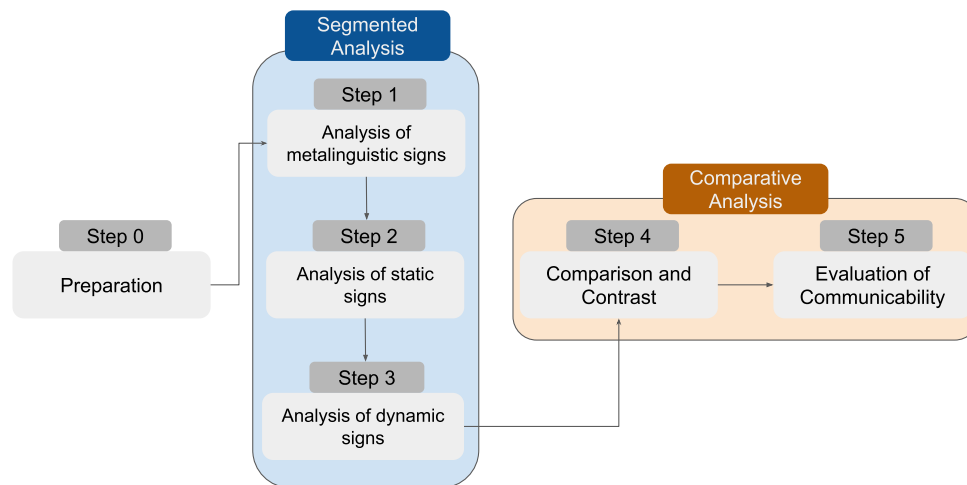 Step 0
Preparation
Segmented
Analysis
Step 1
Analysis of
metalinguistic signs
Step 2
Analysis of static
signs
Step 3
Analysis of dynamic
signs
Comparative
Analysis
Step 4
Comparison and
Contrast
Step 5
Evaluation of
Communicability